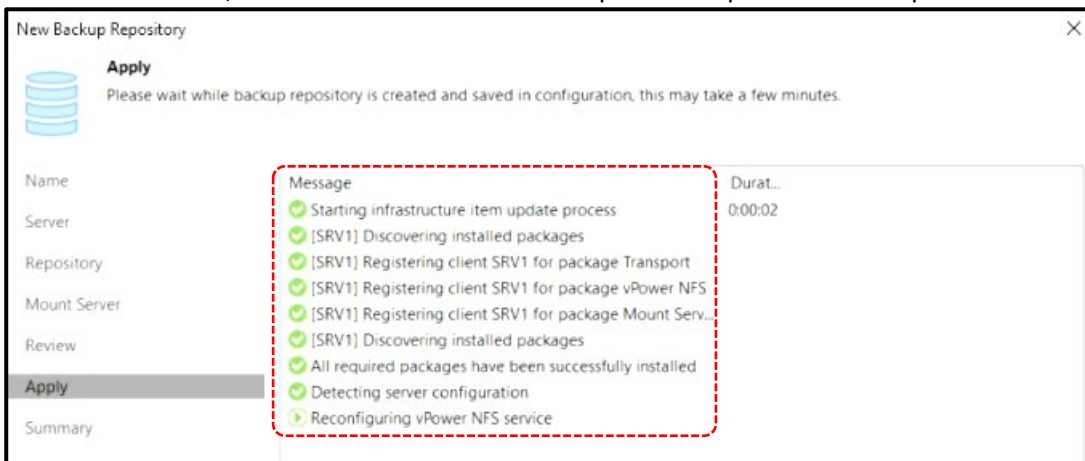 New Backup Repository
Apply
Please wait while backup repository is created and saved in configuration, this may take a few minutes.
Name
Server
Repository
Mount Server
Review
Apply
Summary
Message Durat...
Starting infrastructure item update process 0:00:02
[SRV1] Discovering installed packages
[SRV1] Registering client SRV1 for package Transport
[SRV1] Registering client SRV1 for package vPower NFS
[SRV1] Registering client SRV1 for package Mount Serv...
[SRV1] Discovering installed packages
All required packages have been successfully installed
Detecting server configuration
Reconfiguring vPower NFS service